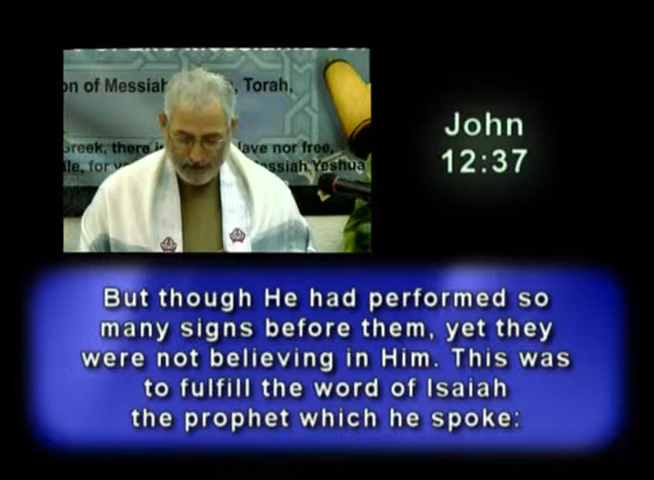 on of Messiah , Torah,
Greek, there ave nor free,
for essiah Yeshua
John
12:37
But though He had performed so
many signs before them, yet they
were not believing in Him. This was
to fulfill the word of Isaiah
the prophet which he spoke: